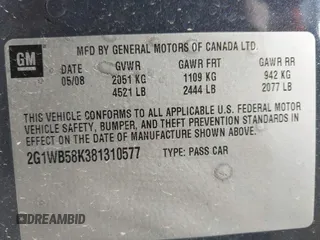 GM
MFD BY GENERAL MOTORS OF CANADA LTD.
DATE GVWR GAWR FRT GAWR RR
05/08 2051 KG 1109 KG 942 KG
4521 LB 2444 LB 2077 LB
THIS VEHICLE CONFORMS TO ALL APPLICABLE U.S. FEDERAL MOTOR
VEHICLE SAFETY, BUMPER, AND THEFT PREVENTION STANDARDS
IN EFFECT ON THE DATE OF MANUFACTURE SHOWN ABOVE.
2G1WB58K381310577 TYPE: PASS CAR
DREAMBID